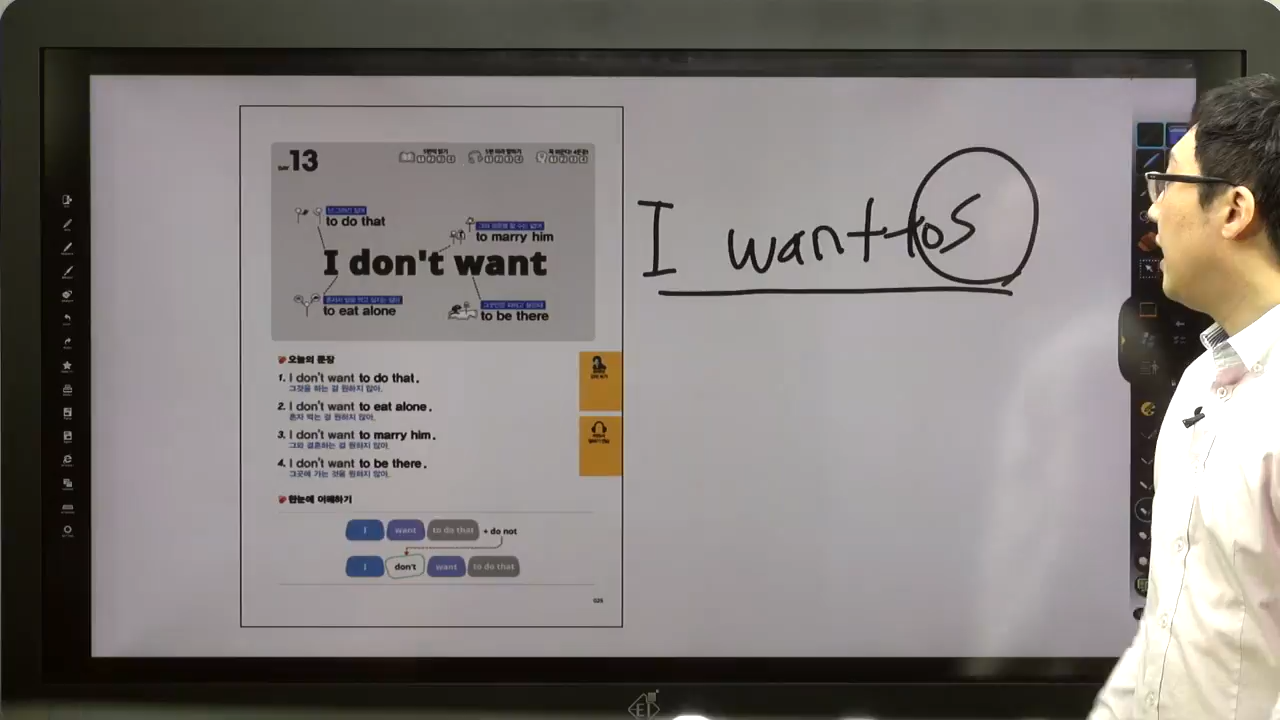 DAY 13
to do that
to marry him
I don't want
to eat alone
to be there
오늘의 문장
1. I don't want to do that.
그것을 하는 걸 원하지 않아.
2. I don't want to eat alone.
혼자 먹는 걸 원하지 않아.
3. I don't want to marry him.
그와 결혼하는 걸 원하지 않아.
4. I don't want to be there.
그곳에 가는 것을 원하지 않아.
한눈에 이해하기
I want to do that + do not
I don't want to do that
I want to S